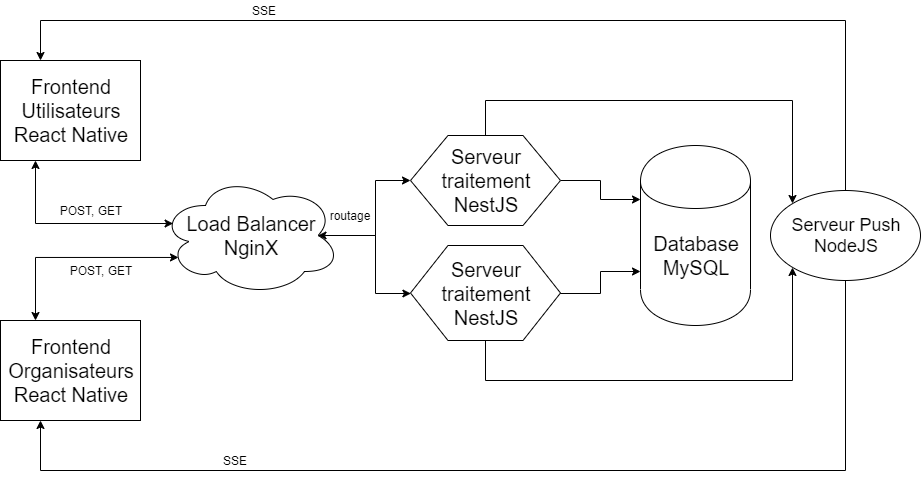 SSE
Frontend
Utilisateurs
React Native
POST, GET
Load Balancer
NginX
routage
POST, GET
Frontend
Organisateurs
React Native
Serveur
traitement
NestJS
Serveur
traitement
NestJS
Database
MySQL
Serveur Push
NodeJS
SSE